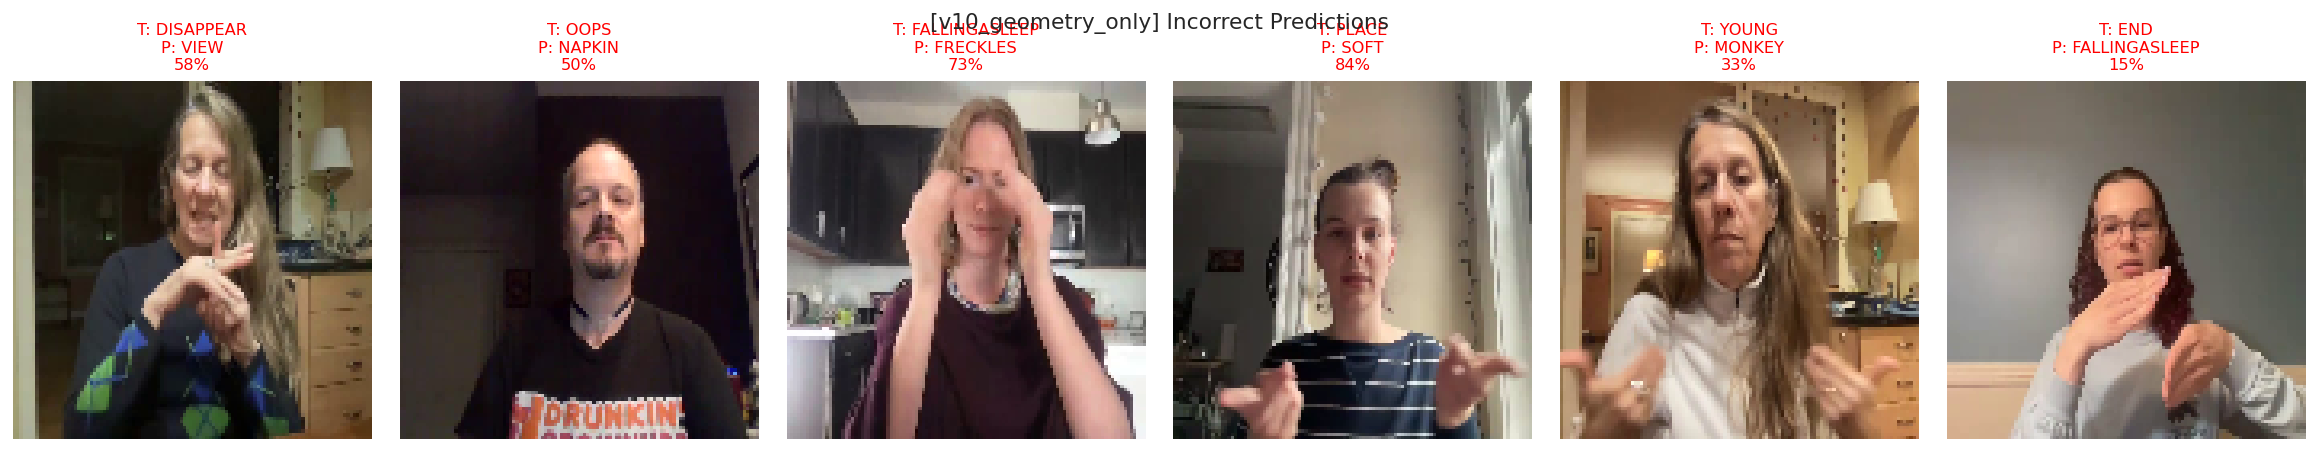 [v10_geometry_only] Incorrect Predictions
T: DISAPPEAR
P: VIEW
58%
T: OOPS
P: NAPKIN
50%
T: FALLINGASLEEP
P: FRECKLES
73%
T: PLACE
P: SOFT
84%
T: YOUNG
P: MONKEY
33%
T: END
P: FALLINGASLEEP
15%
DRUNKIN'